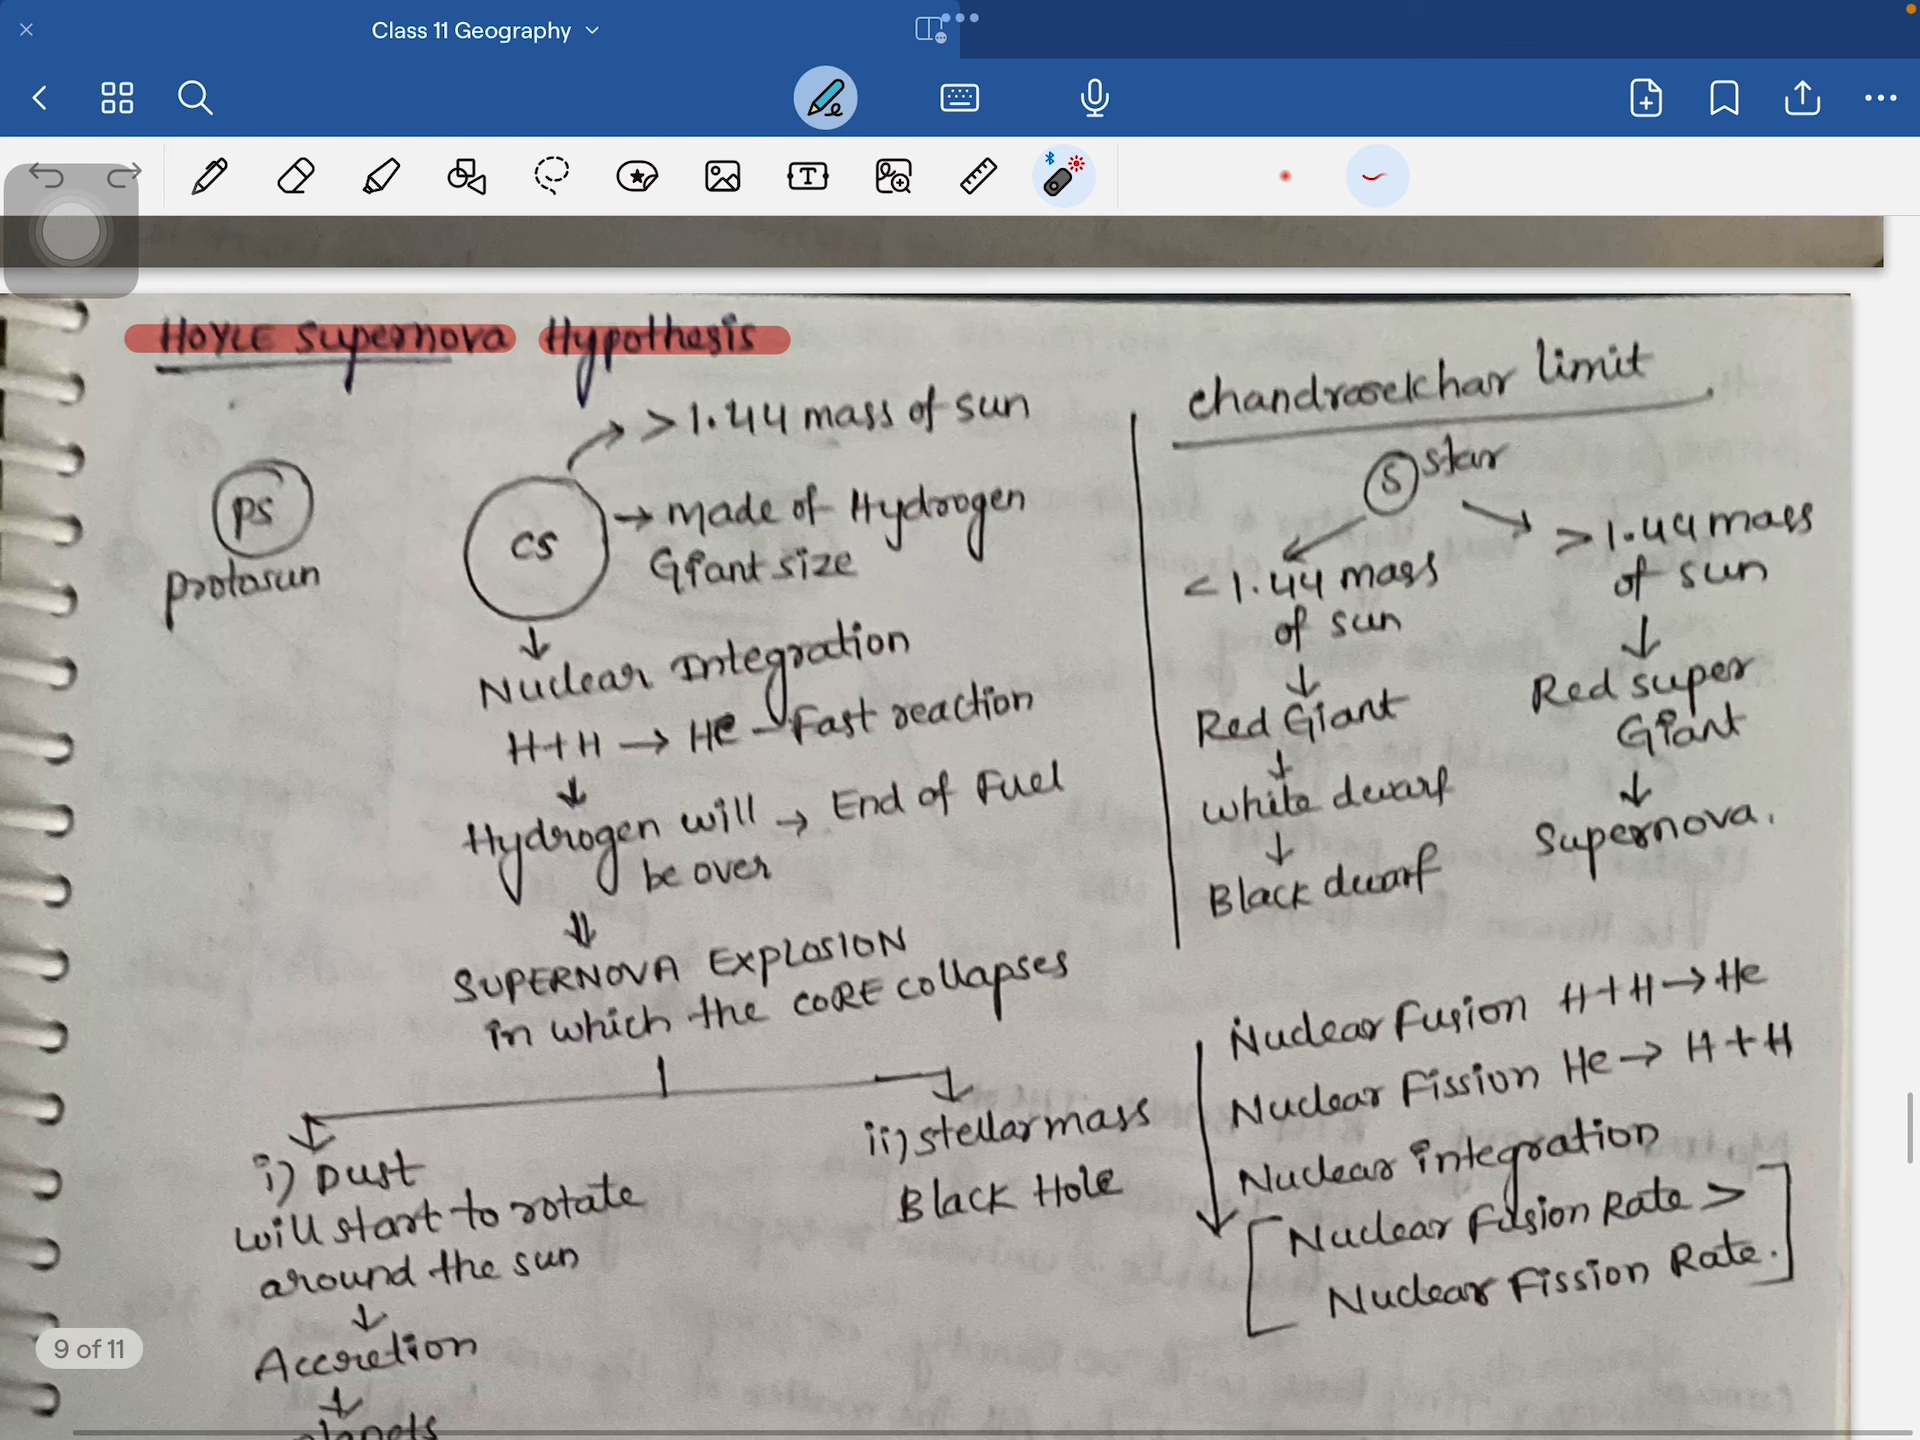 Class 11 Geography
HOYLE Supernova Hypothesis
> 1.44 mass of sun
PS
protosun
CS
→ made of Hydrogen
Giant size
↓
Nuclear Integration
H+H → He - Fast reaction
↓
Hydrogen will → End of Fuel
be over
⇓
SUPERNOVA EXPLOSION
in which the CORE collapses
i) Dust
will start to rotate
around the sun
↓
Accretion
↓
planets
ii) stellar mass
Black Hole
chandrasekhar limit
S star
< 1.44 mass
of sun
↓
Red Giant
↓
white dwarf
↓
Black dwarf
> 1.44 mass
of sun
↓
Red super
Giant
↓
Supernova.
Nuclear Fusion H+H → He
Nuclear Fission He → H+H
Nuclear integration
[Nuclear Fusion Rate >
Nuclear Fission Rate.]
9 of 11